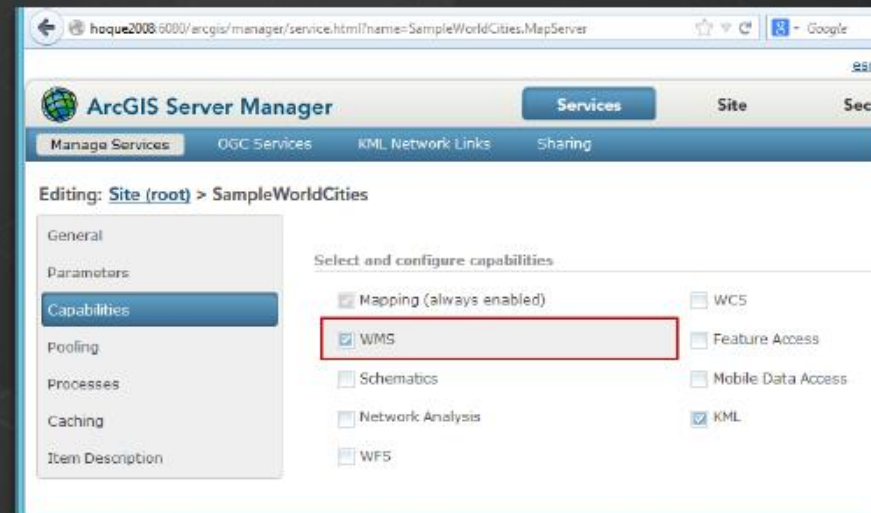 hoque2008:6080/arcgis/manager/service.html?name=SampleWorldCities.MapServer
Google
ArcGIS Server Manager
Services
Site
Manage Services
OGC Services
KML Network Links
Sharing
Editing: Site (root) > SampleWorldCities
General
Parameters
Capabilities
Pooling
Processes
Caching
Item Description
Select and configure capabilities
Mapping (always enabled)
WCS
WMS
Feature Access
Schematics
Mobile Data Access
Network Analysis
KML
WFS